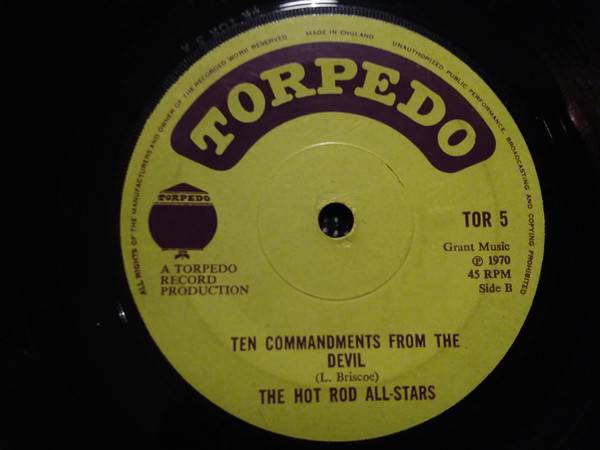 ALL RIGHTS OF THE MANUFACTURERS AND OWNER OF THE RECORDED WORK RESERVED MADE IN ENGLAND UNAUTHORIZED PUBLIC PERFORMANCE, BROADCASTING AND COPYING PROHIBITED
TORPEDO
TORPEDO
A TORPEDO
RECORD
PRODUCTION
TOR 5
Grant Music
℗ 1970
45 RPM
Side B
TEN COMMANDMENTS FROM THE
DEVIL
(L. Briscoe)
THE HOT ROD ALL-STARS